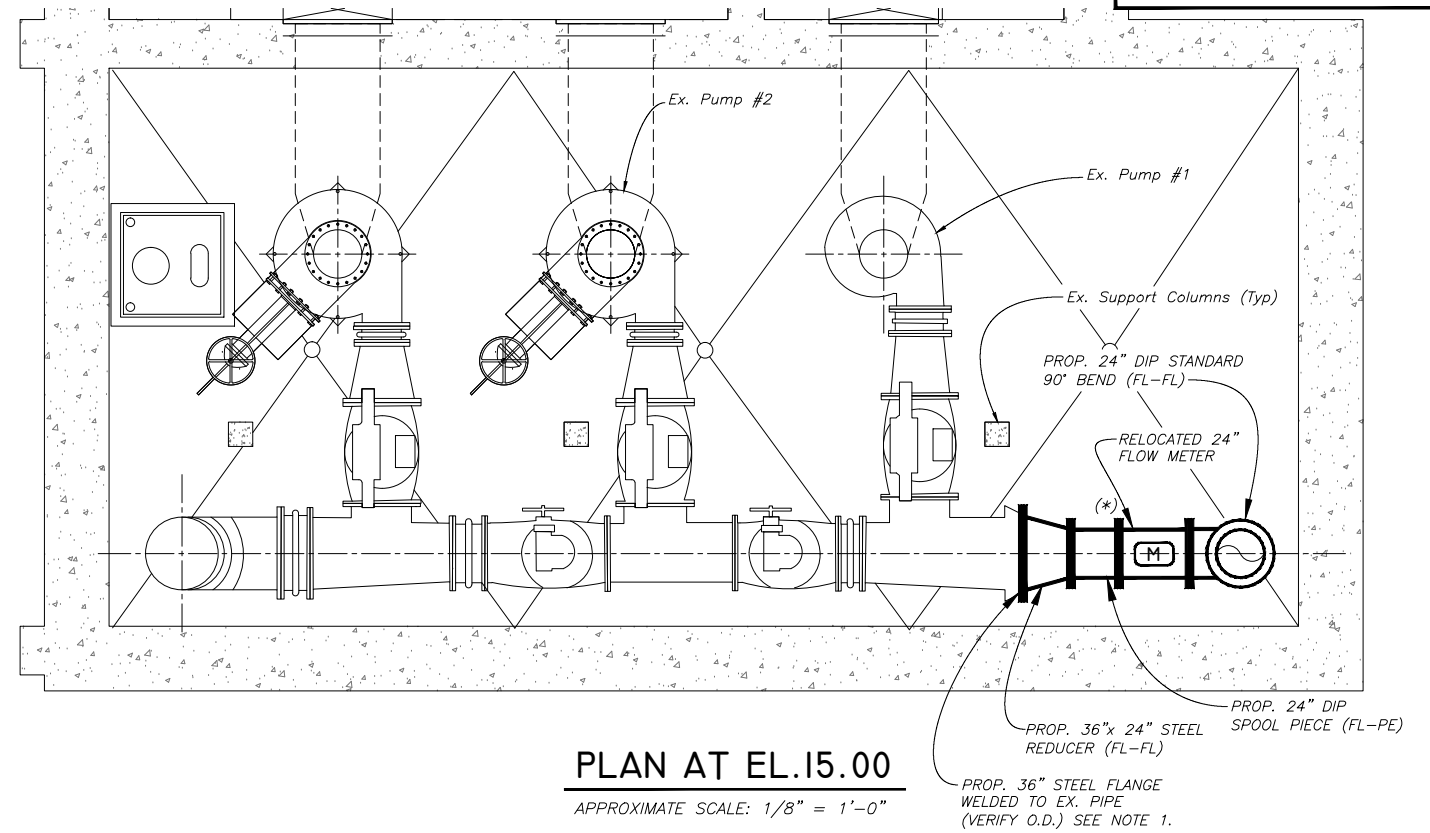 Ex. Pump #2
Ex. Pump #1
Ex. Support Columns (Typ)
PROP. 24" DIP STANDARD
90° BEND (FL-FL)
RELOCATED 24"
FLOW METER
(*)
M
PROP. 24" DIP
SPOOL PIECE (FL-PE)
PROP. 36"x 24" STEEL
REDUCER (FL-FL)
PROP. 36" STEEL FLANGE
WELDED TO EX. PIPE
(VERIFY O.D.) SEE NOTE 1.
PLAN AT EL.15.00
APPROXIMATE SCALE: 1/8" = 1'-0"